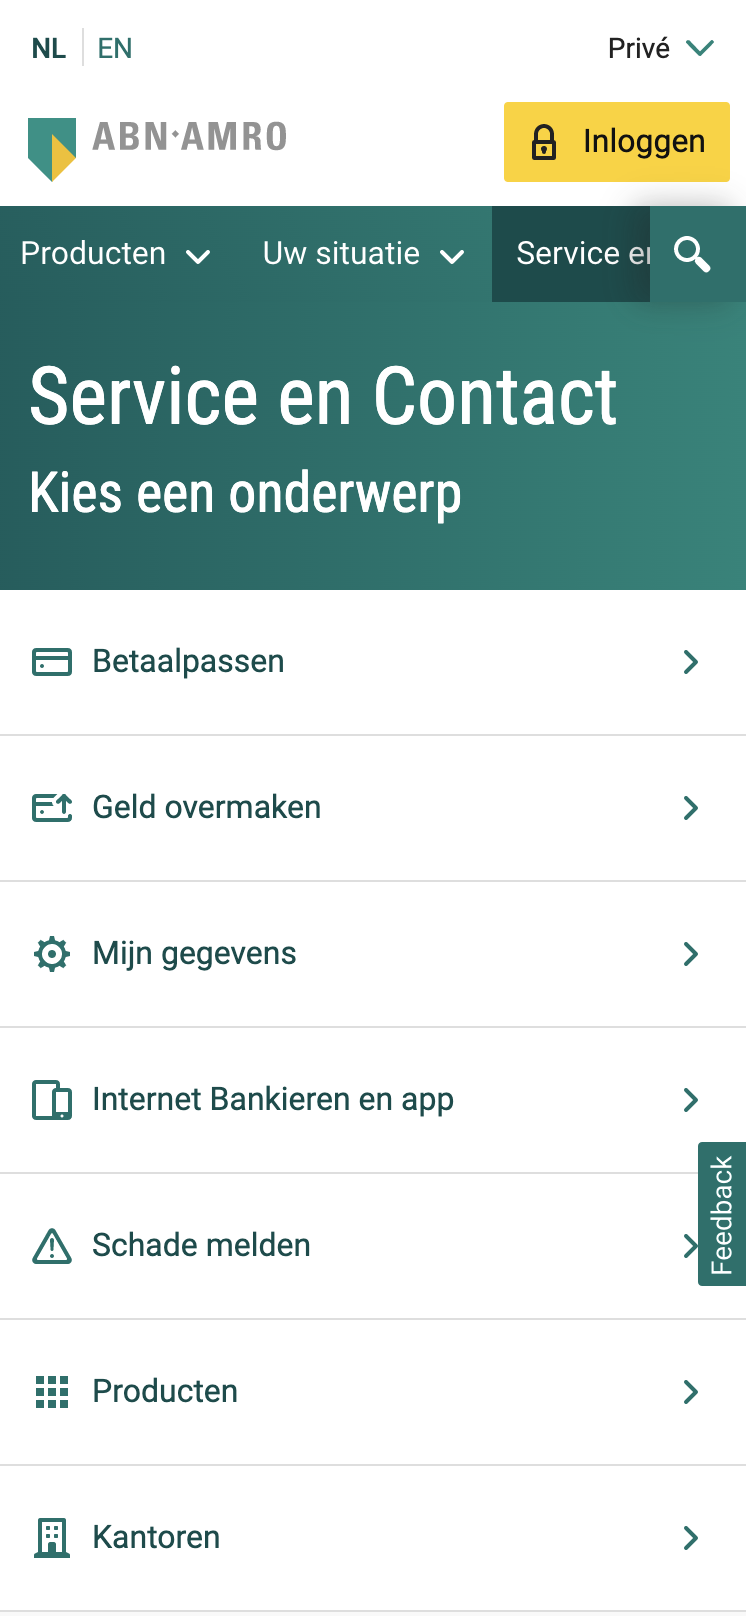 NL EN Privé
ABN·AMRO Inloggen
Producten Uw situatie Service
Service en Contact
Kies een onderwerp
Betaalpassen
Geld overmaken
Mijn gegevens
Internet Bankieren en app
Feedback
Schade melden
Producten
Kantoren